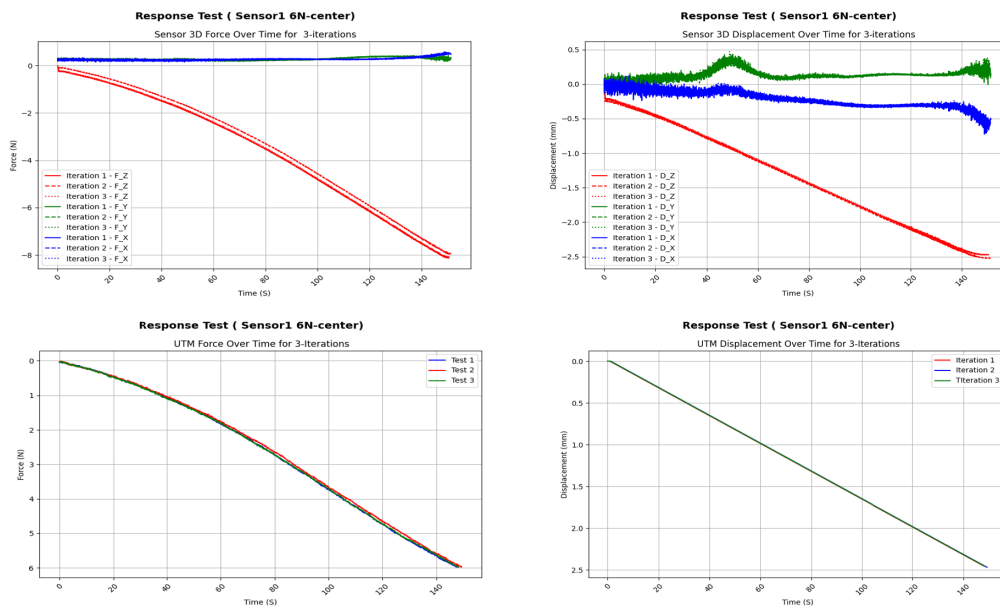 Response Test ( Sensor1 6N-center)
Sensor 3D Force Over Time for  3-iterations
Force (N)
0
−2
−4
−6
−8
Iteration 1 - F_Z
Iteration 2 - F_Z
Iteration 3 - F_Z
Iteration 1 - F_Y
Iteration 2 - F_Y
Iteration 3 - F_Y
Iteration 1 - F_X
Iteration 2 - F_X
Iteration 3 - F_X
0 20 40 60 80 100 120 140
Time (S)
Response Test ( Sensor1 6N-center)
Sensor 3D Displacement Over Time for 3-iterations
Displacement (mm)
0.5
0.0
−0.5
−1.0
−1.5
−2.0
−2.5
Iteration 1 - D_Z
Iteration 2 - D_Z
Iteration 3 - D_Z
Iteration 1 - D_Y
Iteration 2 - D_Y
Iteration 3 - D_Y
Iteration 1 - D_X
Iteration 2 - D_X
Iteration 3 - D_X
0 20 40 60 80 100 120 140
Time (S)
Response Test ( Sensor1 6N-center)
UTM Force Over Time for 3-Iterations
Force (N)
0
1
2
3
4
5
6
Test 1
Test 2
Test 3
0 20 40 60 80 100 120 140
Time (S)
Response Test ( Sensor1 6N-center)
UTM Displacement Over Time for 3-Iterations
Displacement (mm)
0.0
0.5
1.0
1.5
2.0
2.5
Iteration 1
Iteration 2
TIteration 3
0 20 40 60 80 100 120 140
Time (S)